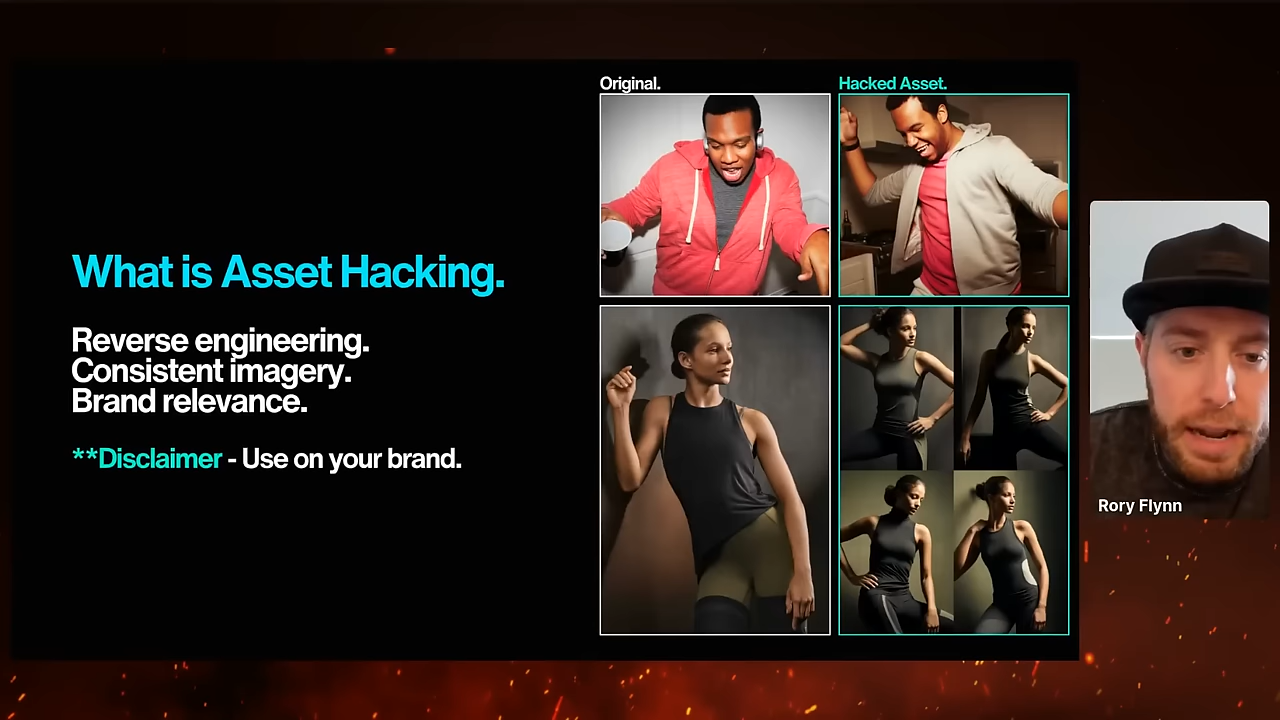 Original.
Hacked Asset.
What is Asset Hacking.
Reverse engineering.
Consistent imagery.
Brand relevance.
**Disclaimer - Use on your brand.
Rory Flynn